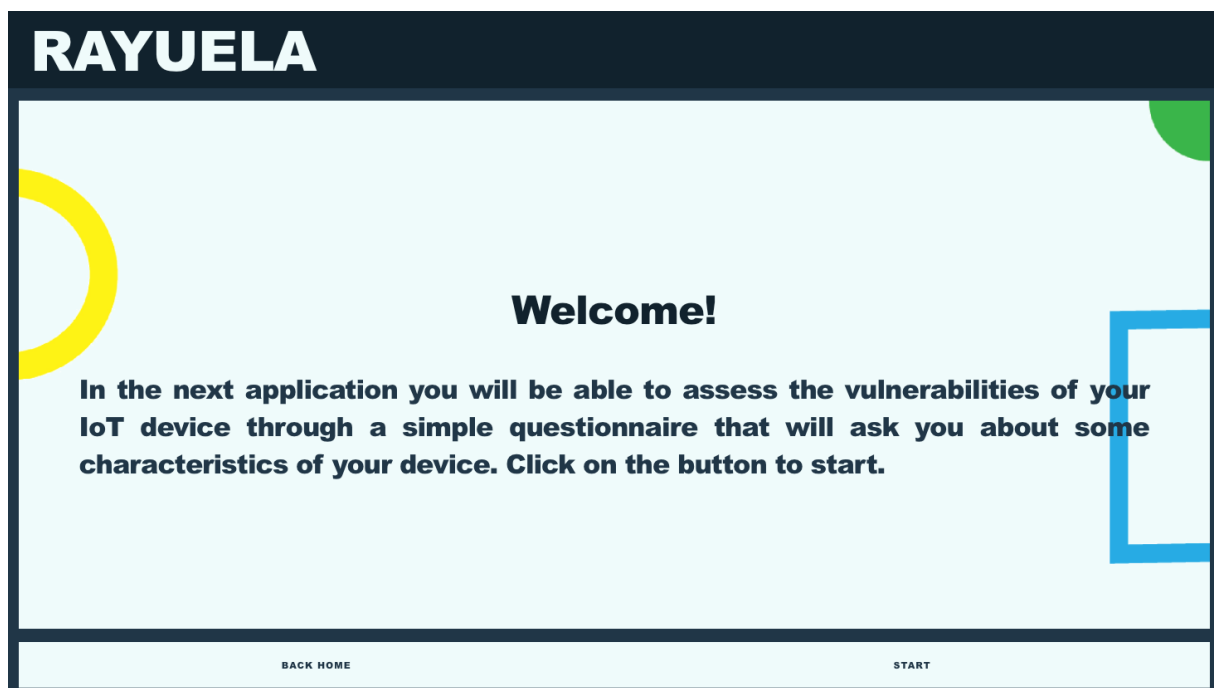 RAYUELA
Welcome!
In the next application you will be able to assess the vulnerabilities of your
IoT device through a simple questionnaire that will ask you about some
characteristics of your device. Click on the button to start.
BACK HOME
START